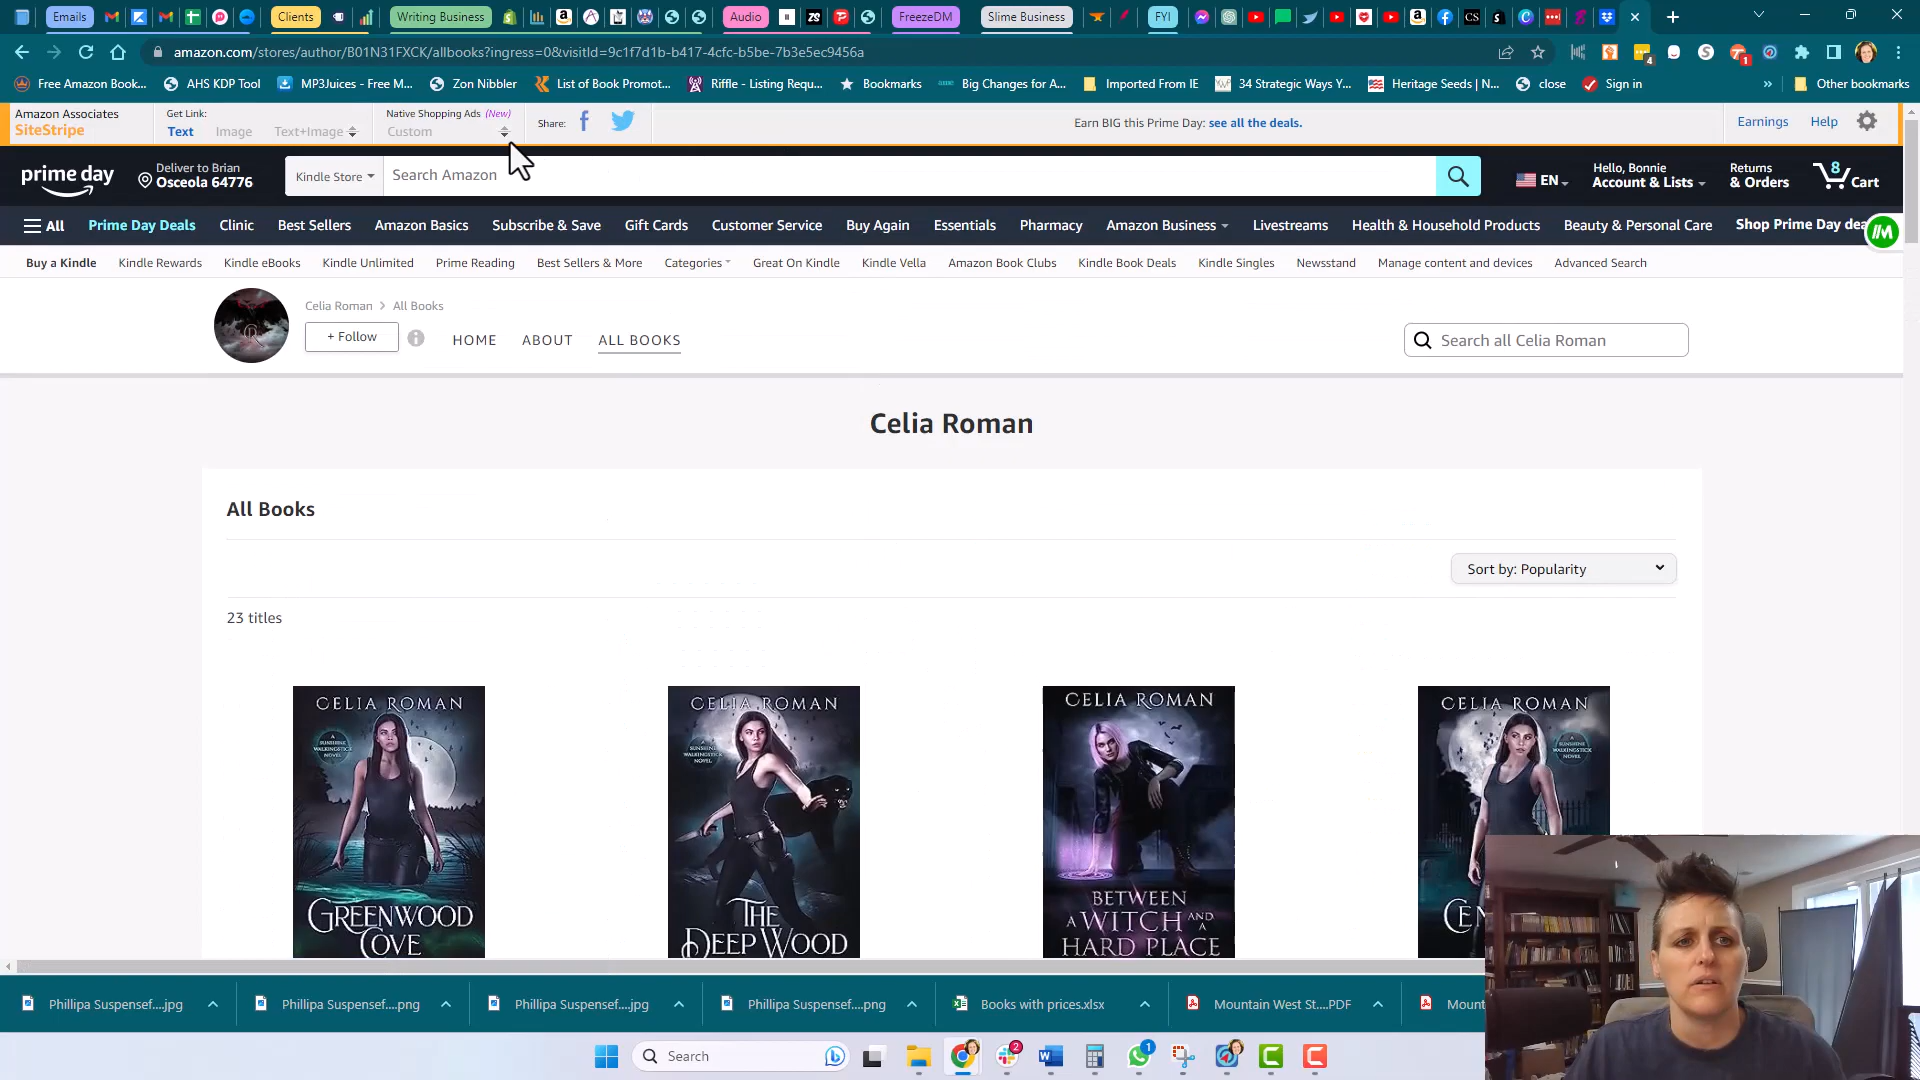 Emails
Clients
Writing Business
Audio
FreezeDM
Slime Business
FYI
amazon.com/stores/author/B01N31FXCK/allbooks?ingress=0&visitId=9c1f7d1b-b417-4cfc-b5be-7b3e5ec9456a
Free Amazon Book...
AHS KDP Tool
MP3Juices - Free M...
Zon Nibbler
List of Book Promot...
Riffle - Listing Requ...
Bookmarks
Big Changes for A...
Imported From IE
34 Strategic Ways Y...
Heritage Seeds | N...
close
Sign in
Other bookmarks
Amazon Associates
SiteStripe
Get Link:
Text Image Text+Image
Native Shopping Ads (New)
Custom
Share:
Earn BIG this Prime Day: see all the deals.
Earnings Help
prime day
Deliver to Brian
Osceola 64776
Kindle Store
Search Amazon
EN
Hello, Bonnie
Account & Lists
Returns
& Orders
8
Cart
All
Prime Day Deals
Clinic
Best Sellers
Amazon Basics
Subscribe & Save
Gift Cards
Customer Service
Buy Again
Essentials
Pharmacy
Amazon Business
Livestreams
Health & Household Products
Beauty & Personal Care
Shop Prime Day dea
Buy a Kindle
Kindle Rewards
Kindle eBooks
Kindle Unlimited
Prime Reading
Best Sellers & More
Categories
Great On Kindle
Kindle Vella
Amazon Book Clubs
Kindle Book Deals
Kindle Singles
Newsstand
Manage content and devices
Advanced Search
Celia Roman > All Books
+ Follow
HOME
ABOUT
ALL BOOKS
Search all Celia Roman
Celia Roman
All Books
Sort by: Popularity
23 titles
CELIA ROMAN
A SUNSHINE WALKINGSTICK NOVEL
GREENWOOD
COVE
CELIA ROMAN
A SUNSHINE WALKINGSTICK NOVEL
THE
DEEP WOOD
CELIA ROMAN
BETWEEN
A WITCH AND A
HARD PLACE
CELIA ROMAN
A SUNSHINE WALKINGSTICK NOVEL
Phillipa Suspensef....jpg
Phillipa Suspensef....png
Phillipa Suspensef....jpg
Phillipa Suspensef....png
Books with prices.xlsx
Mountain West St....PDF
Search
2
1